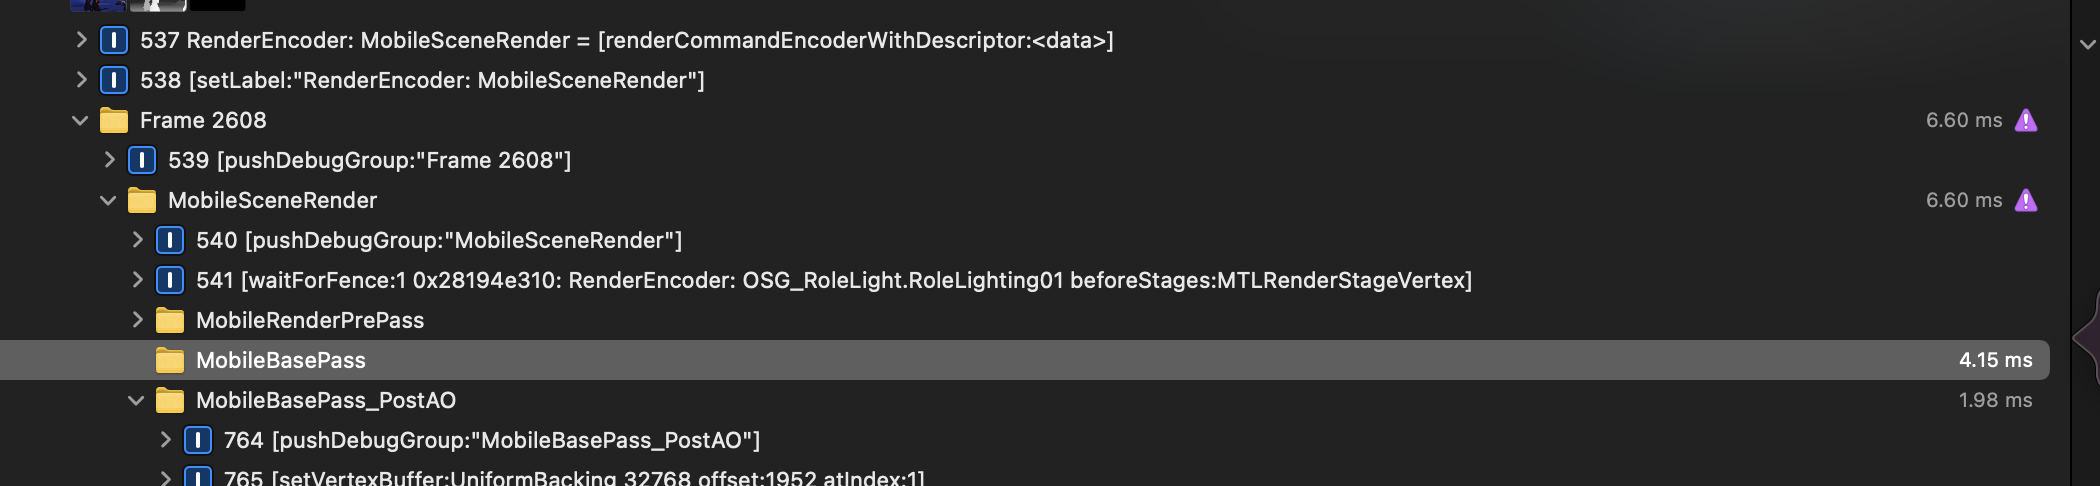 537 RenderEncoder: MobileSceneRender = [renderCommandEncoderWithDescriptor:<data>]
538 [setLabel:"RenderEncoder: MobileSceneRender"]
Frame 2608 6.60 ms
539 [pushDebugGroup:"Frame 2608"]
MobileSceneRender 6.60 ms
540 [pushDebugGroup:"MobileSceneRender"]
541 [waitForFence:1 0x28194e310: RenderEncoder: OSG_RoleLight.RoleLighting01 beforeStages:MTLRenderStageVertex]
MobileRenderPrePass
MobileBasePass 4.15 ms
MobileBasePass_PostAO 1.98 ms
764 [pushDebugGroup:"MobileBasePass_PostAO"]
765 [setVertexBuffer:UniformBacking 32768 offset:1952 atIndex:1]